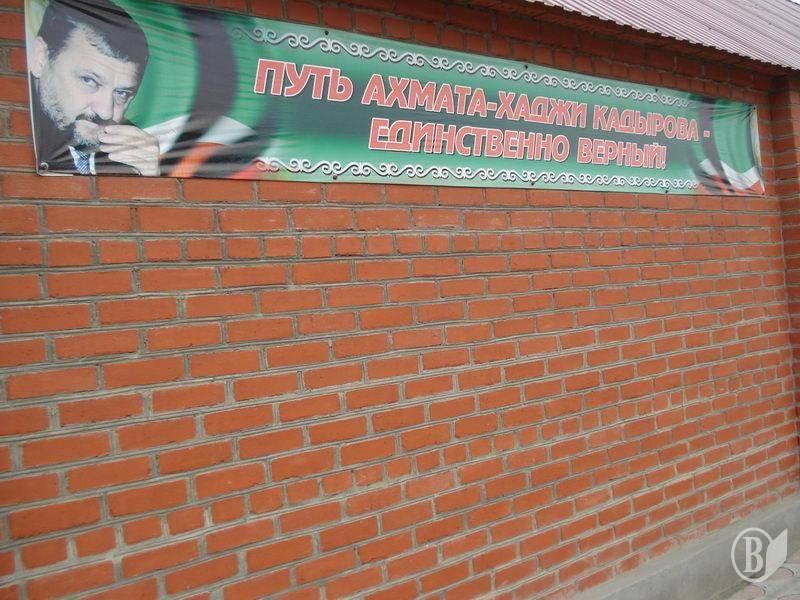 ПУТЬ АХМАТА-ХАДЖИ КАДЫРОВА -
ЕДИНСТВЕННО ВЕРНЫЙ!
В